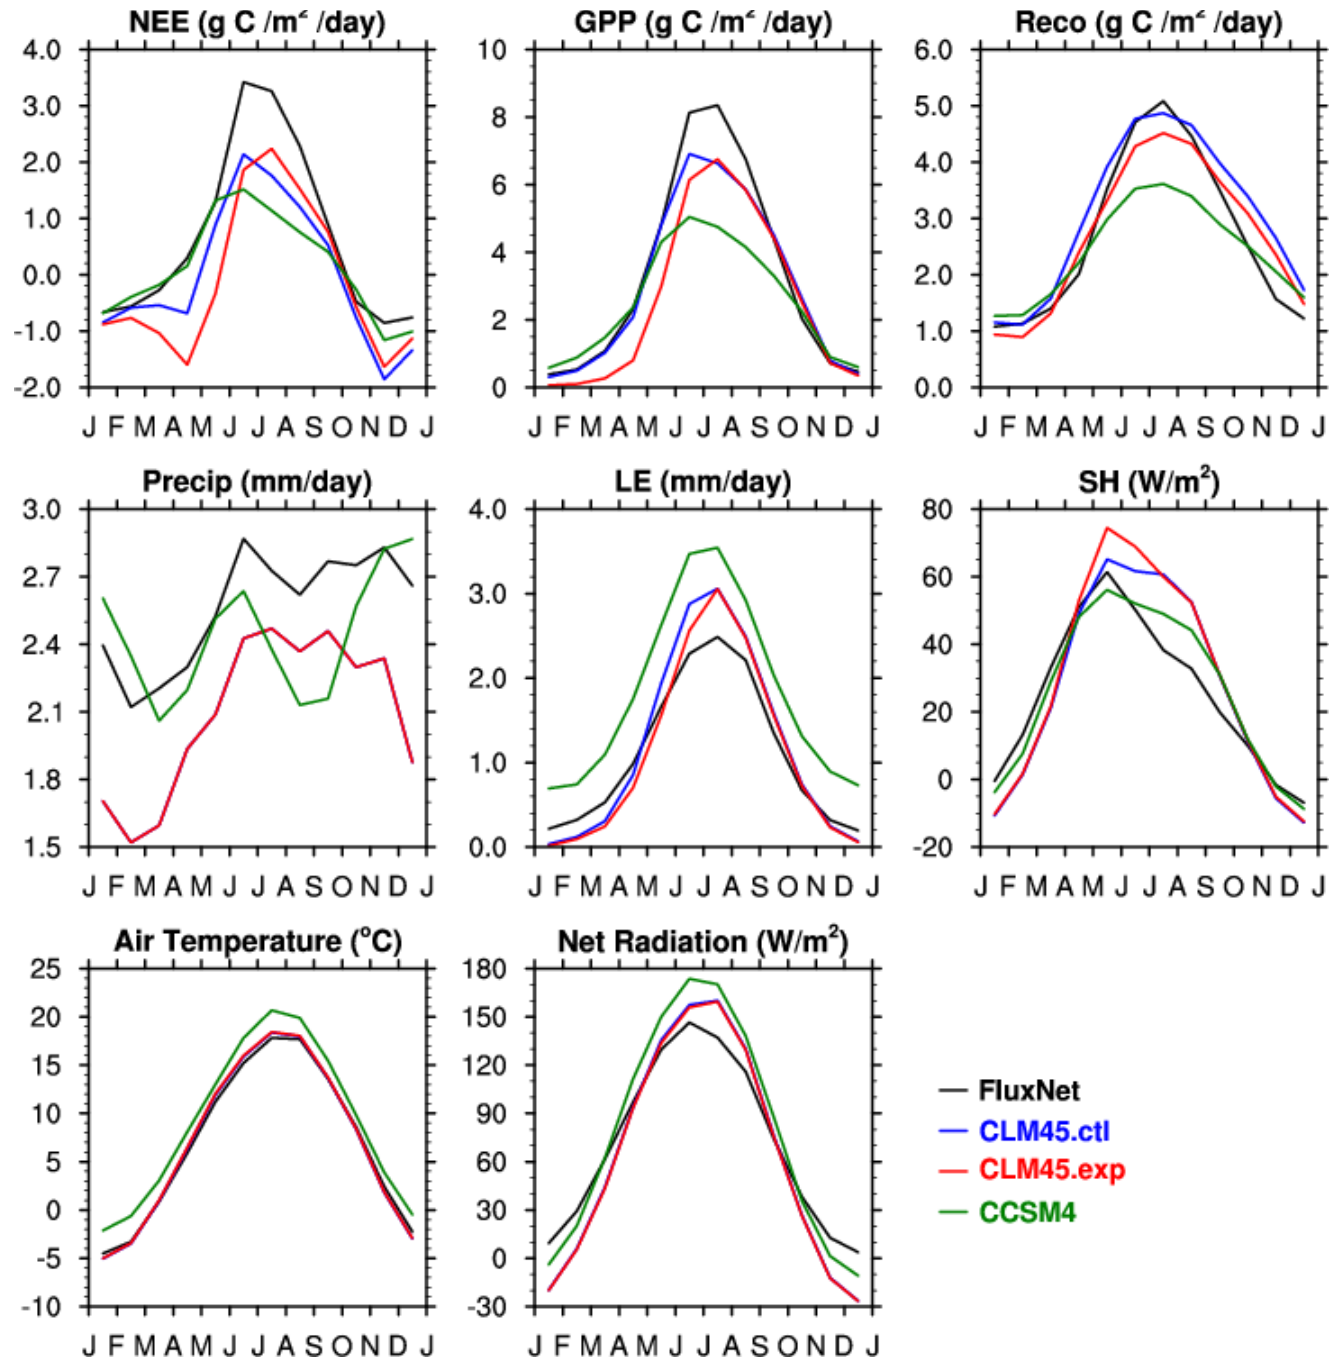 NEE (g C /m² /day)
GPP (g C /m² /day)
Reco (g C /m² /day)
4.0
3.0
2.0
1.0
0.0
-1.0
-2.0
J F M A M J J A S O N D J
10
8
6
4
2
0
J F M A M J J A S O N D J
6.0
5.0
4.0
3.0
2.0
1.0
0.0
J F M A M J J A S O N D J
Precip (mm/day)
LE (mm/day)
SH (W/m²)
3.0
2.7
2.4
2.1
1.8
1.5
J F M A M J J A S O N D J
4.0
3.0
2.0
1.0
0.0
J F M A M J J A S O N D J
80
60
40
20
0
-20
J F M A M J J A S O N D J
Air Temperature (°C)
Net Radiation (W/m²)
25
20
15
10
5
0
-5
-10
J F M A M J J A S O N D J
180
150
120
90
60
30
0
-30
J F M A M J J A S O N D J
FluxNet
CLM45.ctl
CLM45.exp
CCSM4